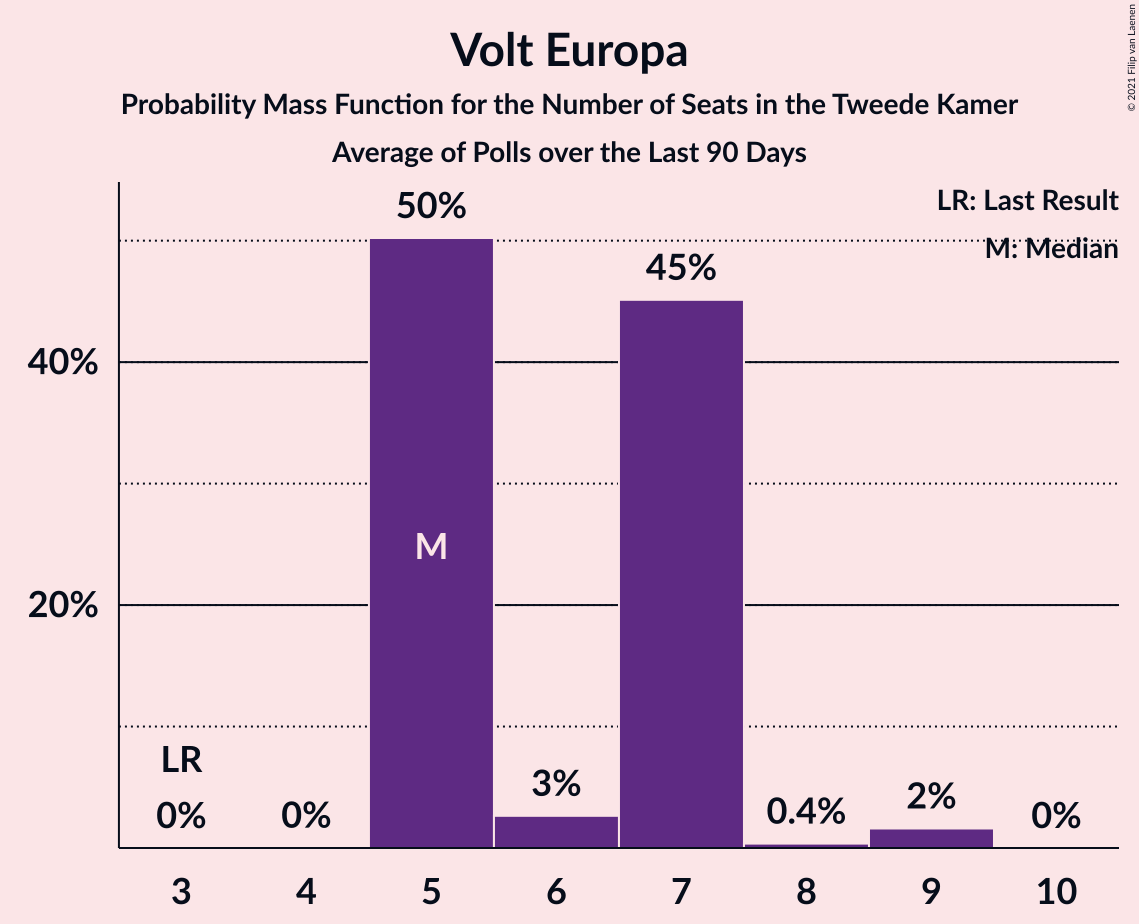 Volt Europa
Probability Mass Function for the Number of Seats in the Tweede Kamer
Average of Polls over the Last 90 Days
© 2021 Filip van Laenen
LR: Last Result
M: Median
50%
45%
40%
M
20%
LR
0%
0%
3%
0.4%
2%
0%
3 4 5 6 7 8 9 10